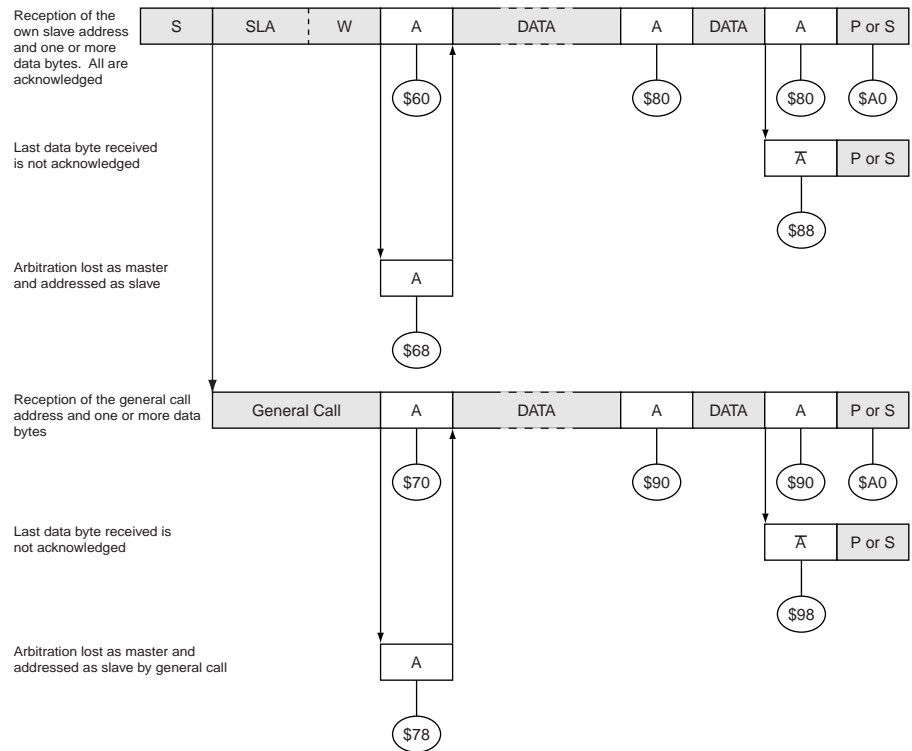 Reception of the
own slave address
and one or more
data bytes. All are
acknowledged
S SLA W A DATA A DATA A P or S
$60 $80 $80 $A0
Last data byte received
is not acknowledged
A̅ P or S
$88
Arbitration lost as master
and addressed as slave
A
$68
Reception of the general call
address and one or more data
bytes
General Call A DATA A DATA A P or S
$70 $90 $90 $A0
Last data byte received is
not acknowledged
A̅ P or S
$98
Arbitration lost as master and
addressed as slave by general call
A
$78